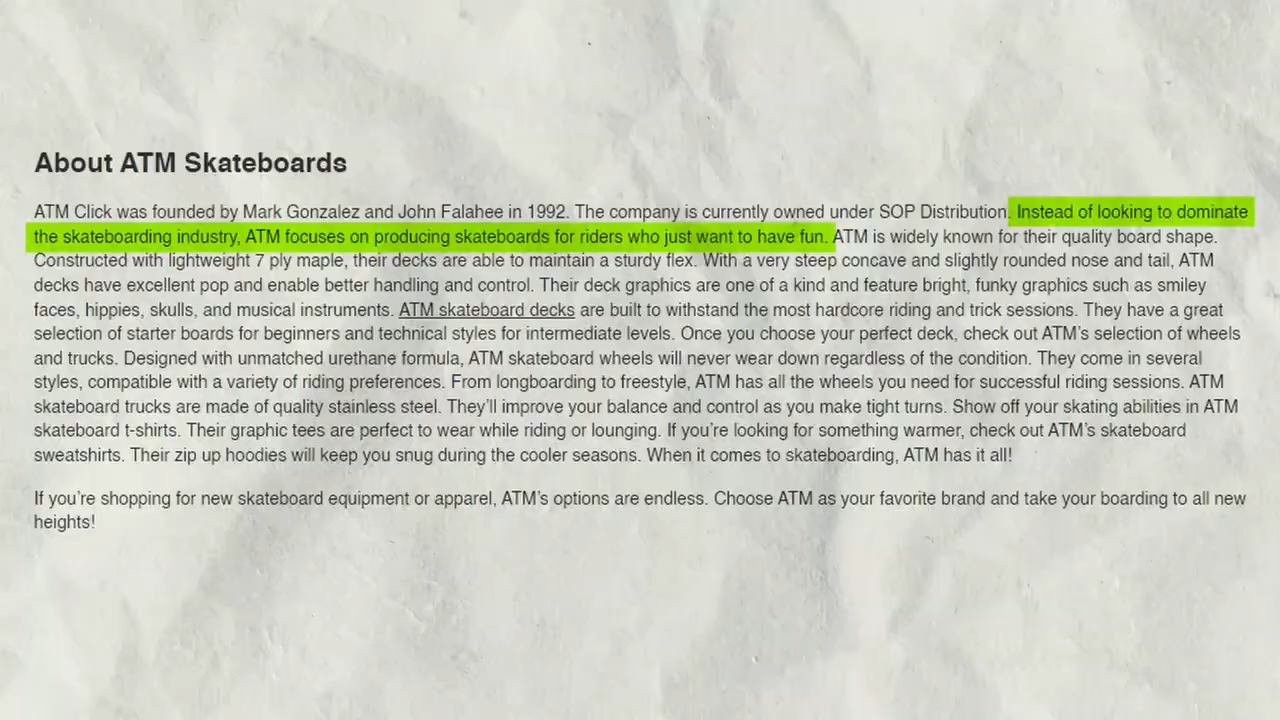 About ATM Skateboards
ATM Click was founded by Mark Gonzalez and John Falahee in 1992. The company is currently owned under SOP Distribution. Instead of looking to dominate
the skateboarding industry, ATM focuses on producing skateboards for riders who just want to have fun. ATM is widely known for their quality board shape.
Constructed with lightweight 7 ply maple, their decks are able to maintain a sturdy flex. With a very steep concave and slightly rounded nose and tail, ATM
decks have excellent pop and enable better handling and control. Their deck graphics are one of a kind and feature bright, funky graphics such as smiley
faces, hippies, skulls, and musical instruments. ATM skateboard decks are built to withstand the most hardcore riding and trick sessions. They have a great
selection of starter boards for beginners and technical styles for intermediate levels. Once you choose your perfect deck, check out ATM's selection of wheels
and trucks. Designed with unmatched urethane formula, ATM skateboard wheels will never wear down regardless of the condition. They come in several
styles, compatible with a variety of riding preferences. From longboarding to freestyle, ATM has all the wheels you need for successful riding sessions. ATM
skateboard trucks are made of quality stainless steel. They'll improve your balance and control as you make tight turns. Show off your skating abilities in ATM
skateboard t-shirts. Their graphic tees are perfect to wear while riding or lounging. If you're looking for something warmer, check out ATM's skateboard
sweatshirts. Their zip up hoodies will keep you snug during the cooler seasons. When it comes to skateboarding, ATM has it all!
If you're shopping for new skateboard equipment or apparel, ATM's options are endless. Choose ATM as your favorite brand and take your boarding to all new
heights!